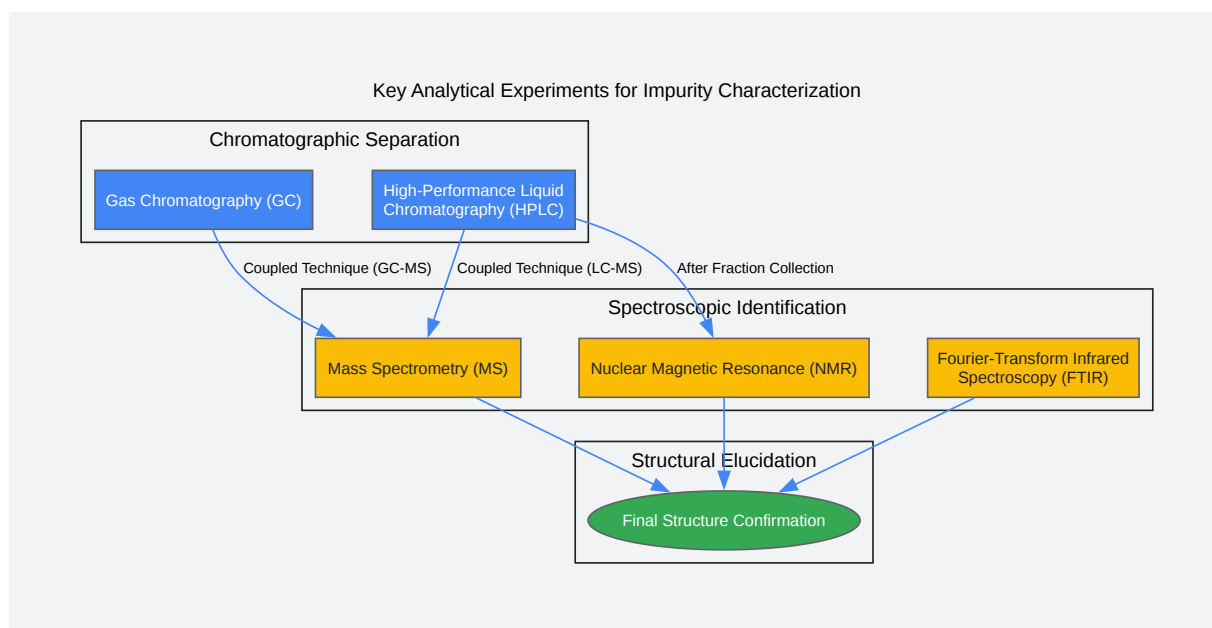 Key Analytical Experiments for Impurity Characterization
Chromatographic Separation
Gas Chromatography (GC)
High-Performance Liquid
Chromatography (HPLC)
Coupled Technique (GC-MS)
Coupled Technique (LC-MS)
After Fraction Collection
Spectroscopic Identification
Mass Spectrometry (MS)
Nuclear Magnetic Resonance (NMR)
Fourier-Transform Infrared
Spectroscopy (FTIR)
Structural Elucidation
Final Structure Confirmation